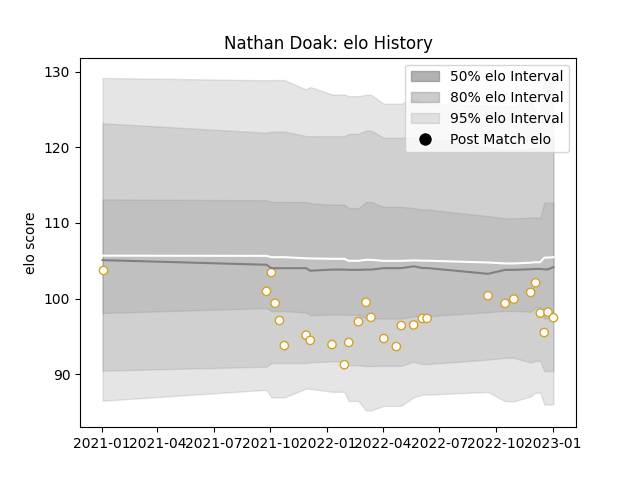 Nathan Doak: elo History
130
120
110
100
90
elo score
50% elo Interval
80% elo Interval
95% elo Interval
Post Match elo
2021-01 2021-04 2021-07 2021-10 2022-01 2022-04 2022-07 2022-10 2023-01